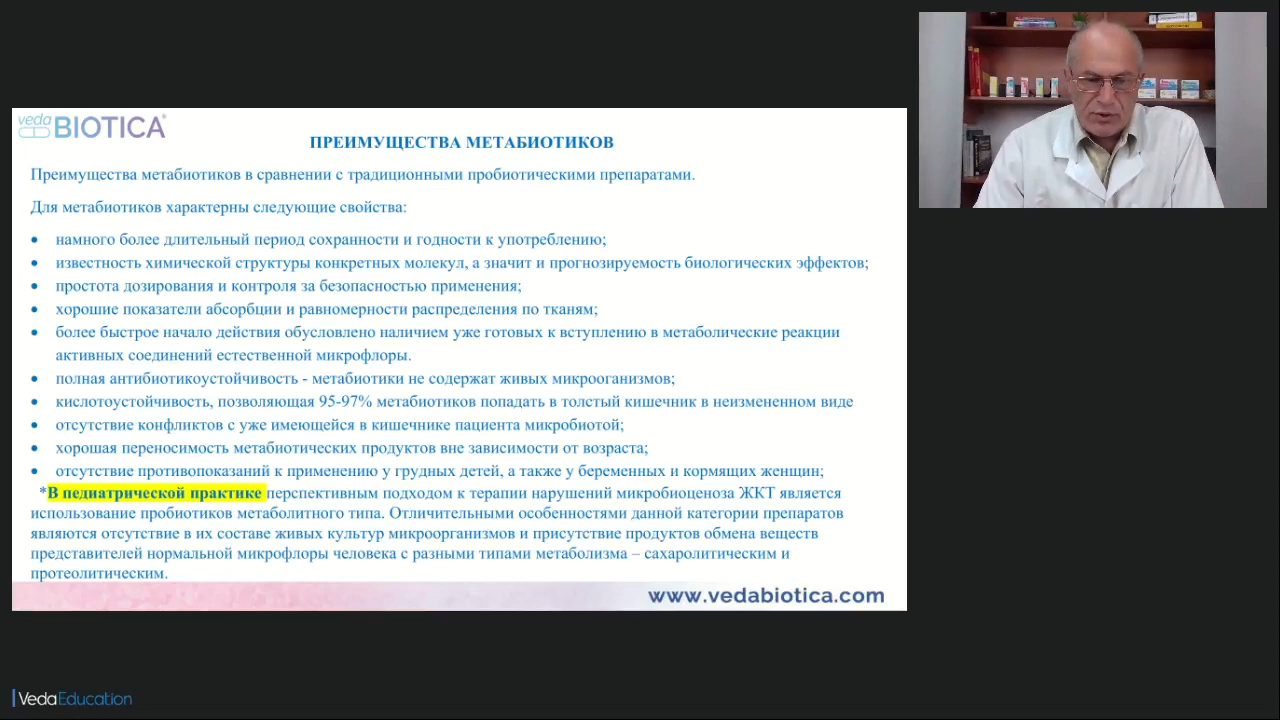 veda
BIOTICA®
ПРЕИМУЩЕСТВА МЕТАБИОТИКОВ
Преимущества метабиотиков в сравнении с традиционными пробиотическими препаратами.
Для метабиотиков характерны следующие свойства:
• намного более длительный период сохранности и годности к употреблению;
• известность химической структуры конкретных молекул, а значит и прогнозируемость биологических эффектов;
• простота дозирования и контроля за безопасностью применения;
• хорошие показатели абсорбции и равномерности распределения по тканям;
• более быстрое начало действия обусловлено наличием уже готовых к вступлению в метаболические реакции
активных соединений естественной микрофлоры.
• полная антибиотикоустойчивость - метабиотики не содержат живых микрооганизмов;
• кислотоустойчивость, позволяющая 95-97% метабиотиков попадать в толстый кишечник в неизмененном виде
• отсутствие конфликтов с уже имеющейся в кишечнике пациента микробиотой;
• хорошая переносимость метабиотических продуктов вне зависимости от возраста;
• отсутствие противопоказаний к применению у грудных детей, а также у беременных и кормящих женщин;
*В педиатрической практике перспективным подходом к терапии нарушений микробиоценоза ЖКТ является
использование пробиотиков метаболитного типа. Отличительными особенностями данной категории препаратов
являются отсутствие в их составе живых культур микроорганизмов и присутствие продуктов обмена веществ
представителей нормальной микрофлоры человека с разными типами метаболизма – сахаролитическим и
протеолитическим.
www.vedabiotica.com
VedaEducation